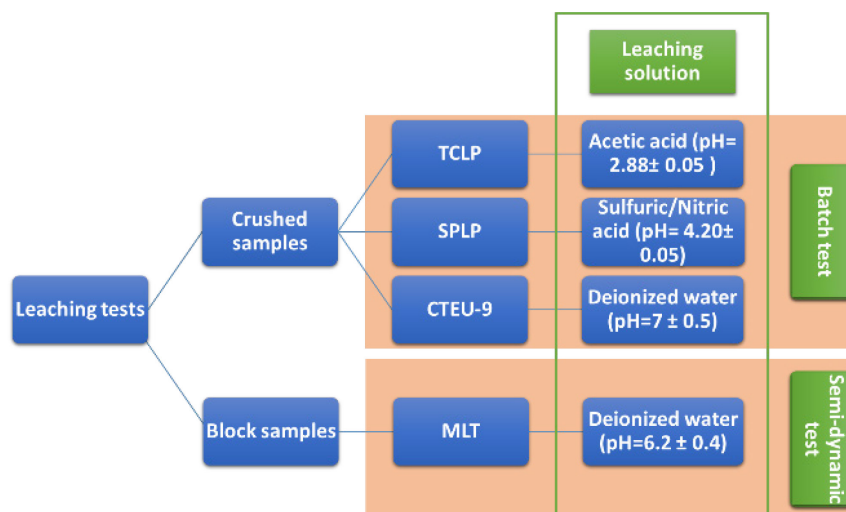 Leaching
solution
TCLP
Acetic acid (pH=
2.88± 0.05 )
Crushed
samples
SPLP
Sulfuric/Nitric
acid (pH= 4.20±
0.05)
Batch test
Leaching tests
CTEU-9
Deionized water
(pH=7 ± 0.5)
Block samples
MLT
Deionized water
(pH=6.2 ± 0.4)
Semi-dynamic
test